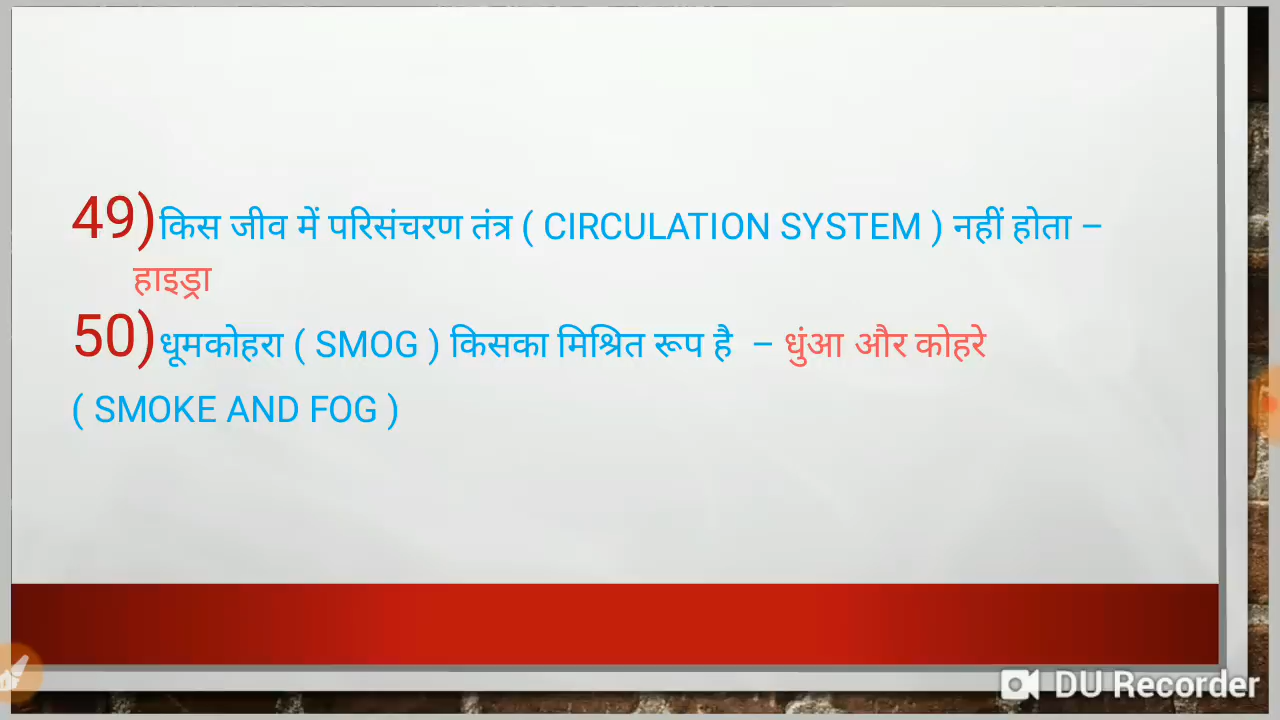 49)किस जीव में परिसंचरण तंत्र ( CIRCULATION SYSTEM ) नहीं होता –
हाइड्रा
50)धूमकोहरा ( SMOG ) किसका मिश्रित रूप है – धुंआ और कोहरे
( SMOKE AND FOG )
DU Recorder